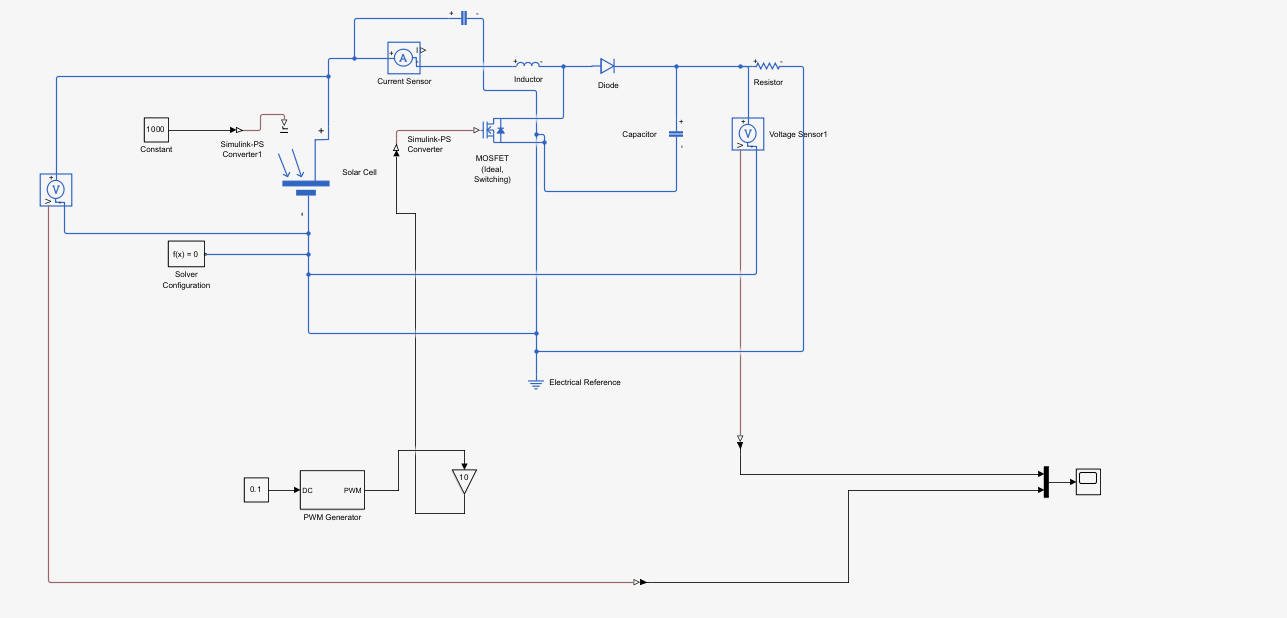 + -
+ A I
+ -
Current Sensor
Inductor
Diode
+ -
Resistor
1000
Constant
Simulink-PS
Converter1
Ir
+
Solar Cell
-
Simulink-PS
Converter
MOSFET
(Ideal,
Switching)
+
Capacitor
-
+
V
V
Voltage Sensor1
+
V
V
-
f(x) = 0
Solver
Configuration
Electrical Reference
0.1
DC PWM
PWM Generator
10